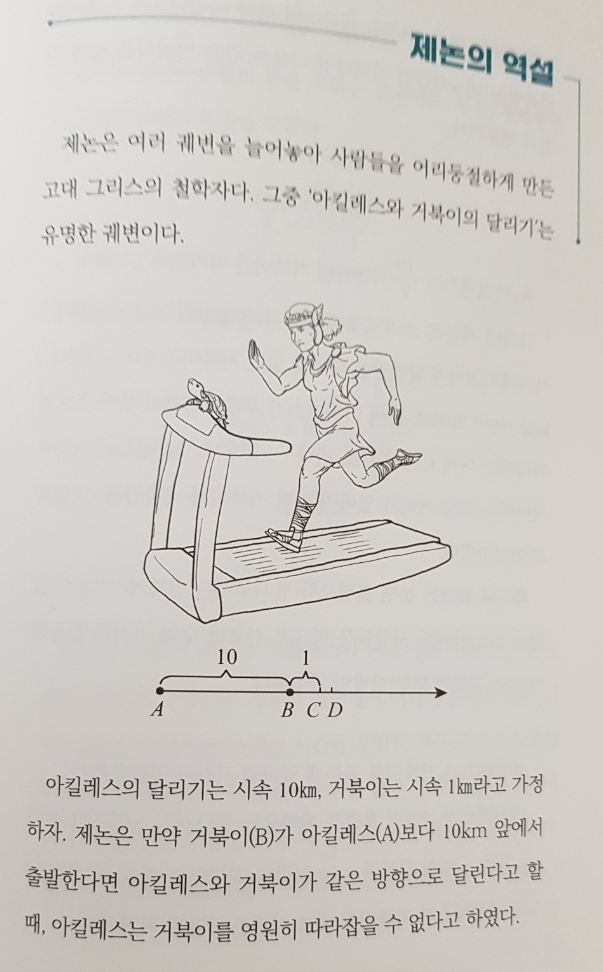 제논의 역설
제논은 여러 궤변을 늘어놓아 사람들을 어리둥절하게 만든
고대 그리스의 철학자다. 그중 '아킬레스와 거북이의 달리기'는
유명한 궤변이다.
10 1
A B C D
아킬레스의 달리기는 시속 10㎞, 거북이는 시속 1㎞라고 가정
하자. 제논은 만약 거북이(B)가 아킬레스(A)보다 10km 앞에서
출발한다면 아킬레스와 거북이가 같은 방향으로 달린다고 할
때, 아킬레스는 거북이를 영원히 따라잡을 수 없다고 하였다.